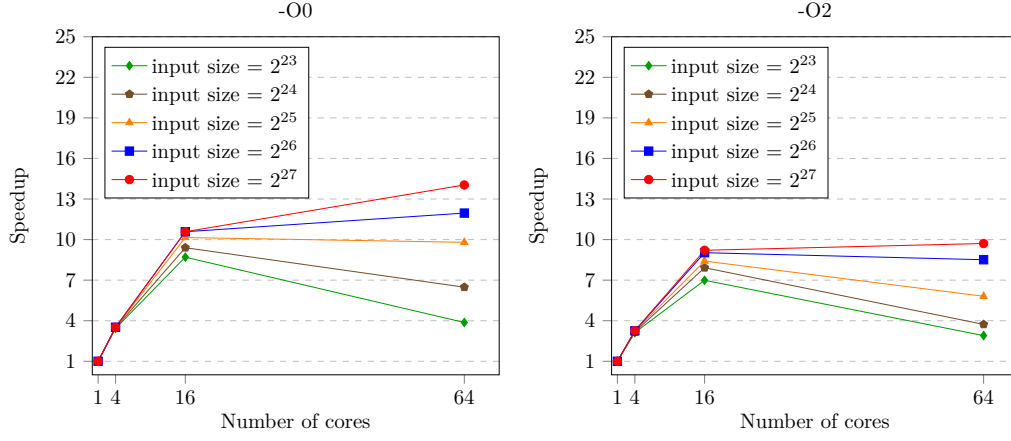 -O0
25
22
19
16
13
10
7
4
1
Speedup
input size = 2^23
input size = 2^24
input size = 2^25
input size = 2^26
input size = 2^27
1 4 16 64
Number of cores
-O2
25
22
19
16
13
10
7
4
1
Speedup
input size = 2^23
input size = 2^24
input size = 2^25
input size = 2^26
input size = 2^27
1 4 16 64
Number of cores